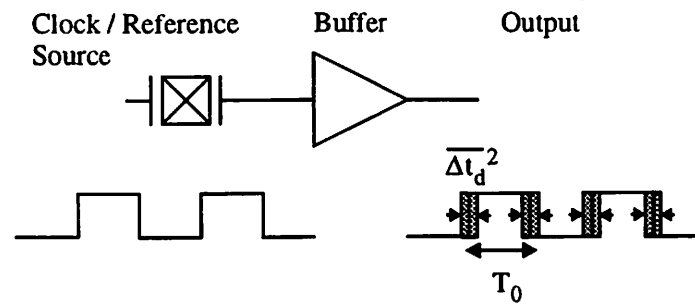 Clock / Reference Source
Buffer
Output
Δt_d²
T₀